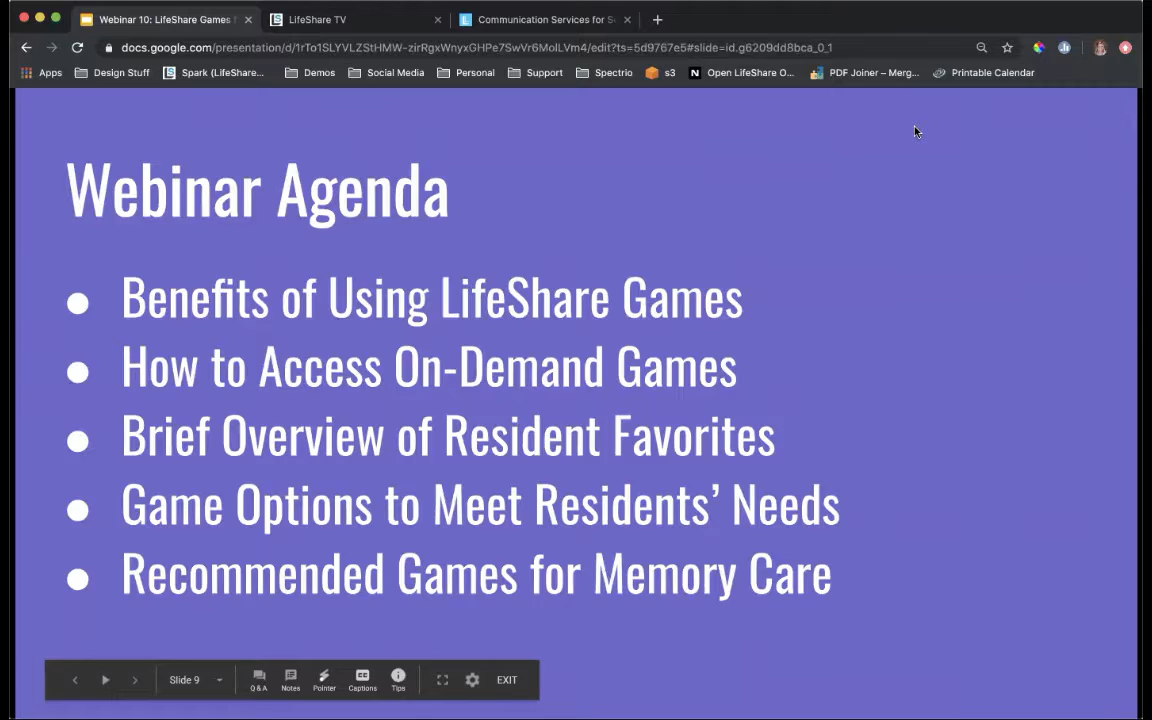 Webinar 10: LifeShare Games
LifeShare TV
Communication Services for S
docs.google.com/presentation/d/1rTo1SLYVLZStHMW-zirRgxWnyxGHPe7SwVr6MolLVm4/edit?ts=5d9767e5#slide=id.g6209dd8bca_0_1
Apps
Design Stuff
Spark (LifeShare...
Demos
Social Media
Personal
Support
Spectrio
s3
Open LifeShare O...
PDF Joiner – Merg...
Printable Calendar
Webinar Agenda
● Benefits of Using LifeShare Games
● How to Access On-Demand Games
● Brief Overview of Resident Favorites
● Game Options to Meet Residents’ Needs
● Recommended Games for Memory Care
Slide 9
Q & A
Notes
Pointer
Captions
Tips
EXIT